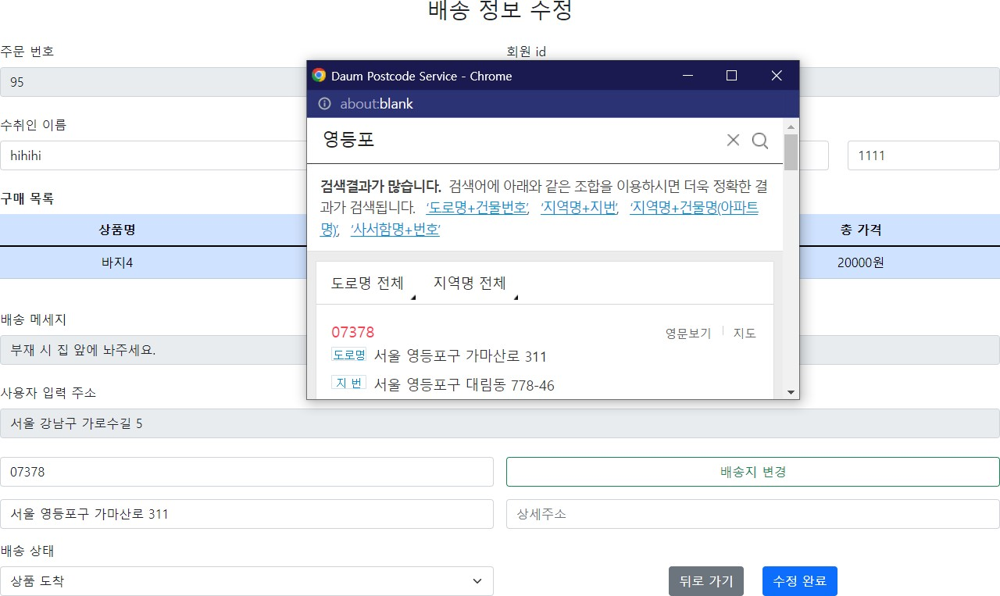 배송 정보 수정
주문 번호
회원 id
95
수취인 이름
hihihi
1111
구매 목록
상품명
총 가격
바지4
20000원
Daum Postcode Service - Chrome
about:blank
영등포
검색결과가 많습니다. 검색어에 아래와 같은 조합을 이용하시면 더욱 정확한 결
과가 검색됩니다. '도로명+건물번호', '지역명+지번', '지역명+건물명(아파트
명)', '사서함명+번호'
도로명 전체 지역명 전체
07378
영문보기 지도
도로명 서울 영등포구 가마산로 311
지 번 서울 영등포구 대림동 778-46
배송 메세지
부재 시 집 앞에 놔주세요.
사용자 입력 주소
서울 강남구 가로수길 5
07378
배송지 변경
서울 영등포구 가마산로 311
상세주소
배송 상태
상품 도착
뒤로 가기
수정 완료